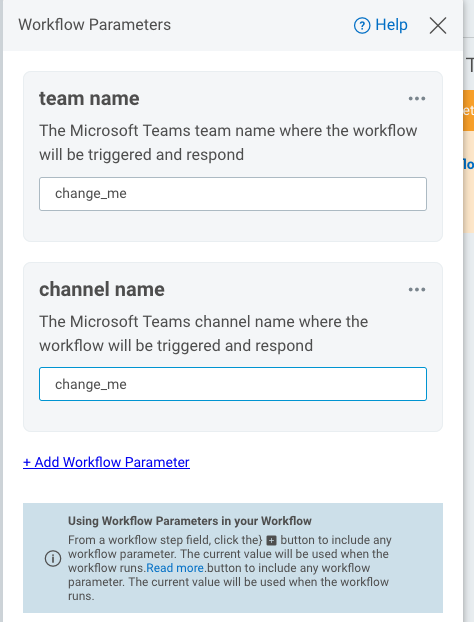 Workflow Parameters
Help
team name
The Microsoft Teams team name where the workflow
will be triggered and respond
change_me
channel name
The Microsoft Teams channel name where the
workflow will be triggered and respond
change_me
+ Add Workflow Parameter
Using Workflow Parameters in your Workflow
From a workflow step field, click the} button to include any
workflow parameter. The current value will be used when the
workflow runs.Read more.button to include any workflow
parameter. The current value will be used when the workflow
runs.